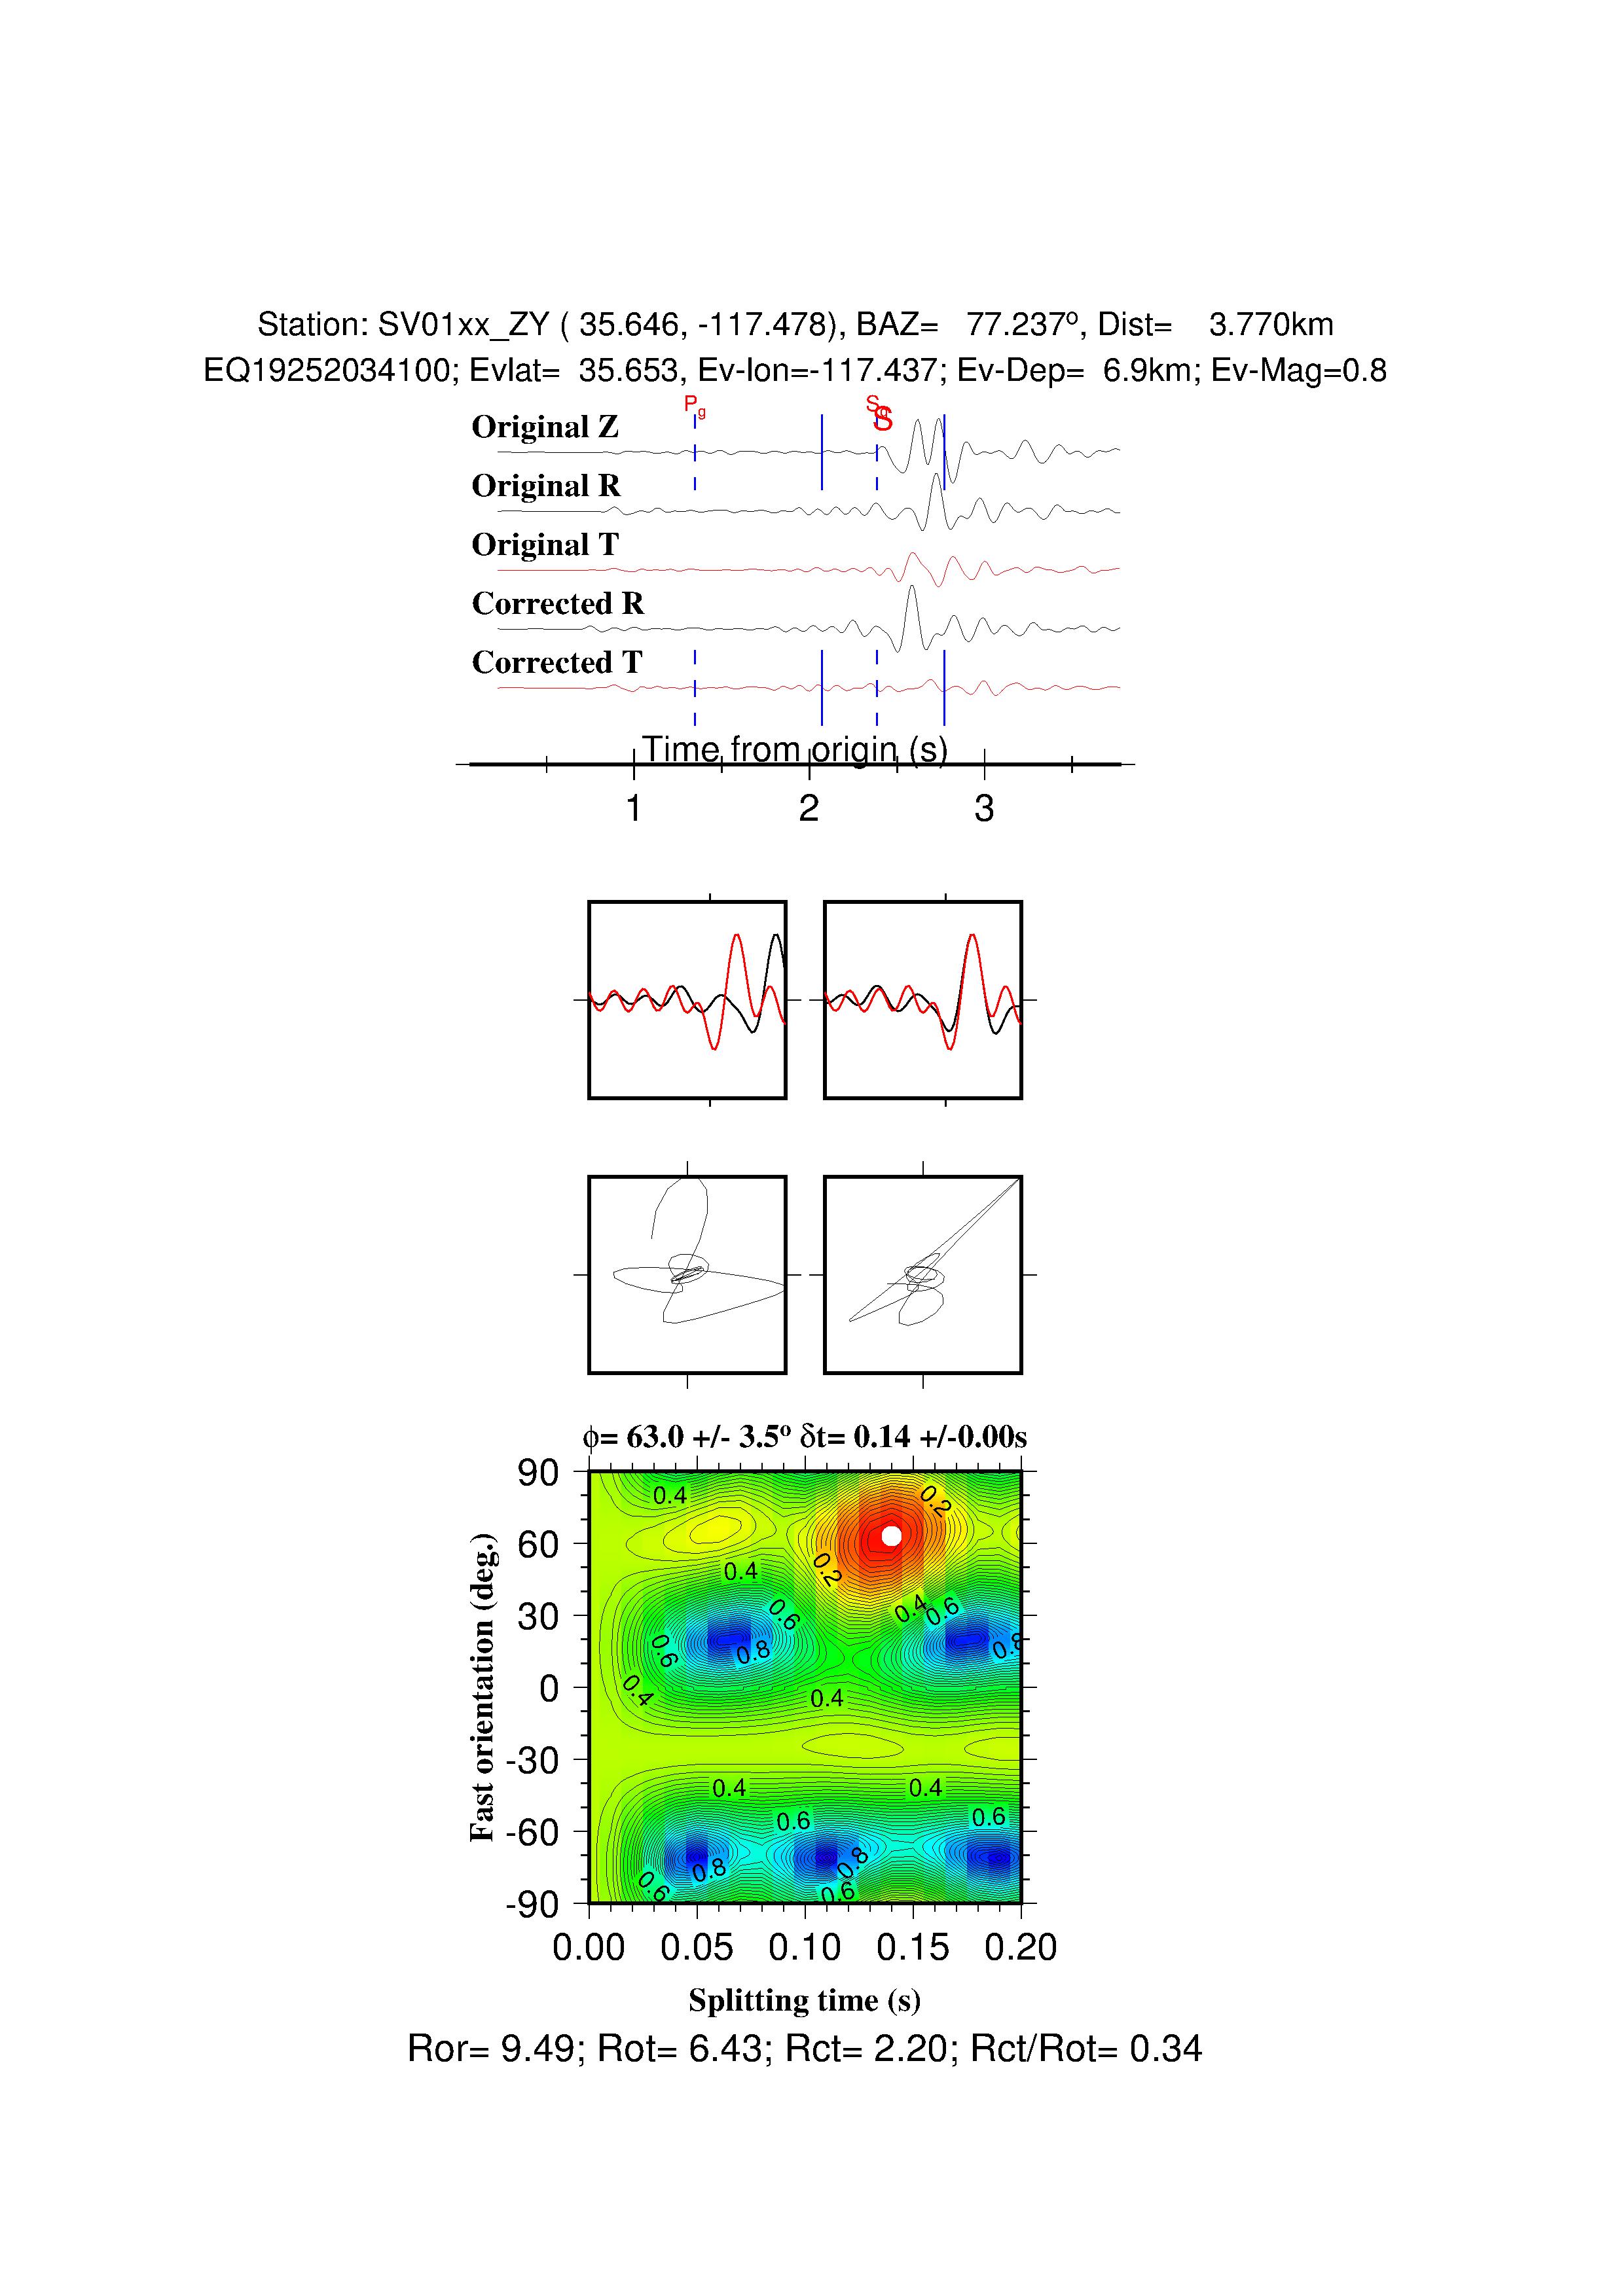 Station: SV01xx_ZY ( 35.646, -117.478), BAZ= 77.237º, Dist= 3.770km
EQ19252034100; Evlat= 35.653, Ev-lon=-117.437; Ev-Dep= 6.9km; Ev-Mag=0.8
Pg Sg S
Original Z
Original R
Original T
Corrected R
Corrected T
Time from origin (s)
1 2 3
ϕ= 63.0 +/- 3.5º δt= 0.14 +/-0.00s
90
60
30
0
-30
-60
-90
Fast orientation (deg.)
0.4 0.2
0.2
0.4
0.6 0.4 0.6
0.6 0.8 0.8
0.4 0.4
0.4 0.4
0.6 0.6
0.8 0.8
0.6 0.6
0.00 0.05 0.10 0.15 0.20
Splitting time (s)
Ror= 9.49; Rot= 6.43; Rct= 2.20; Rct/Rot= 0.34